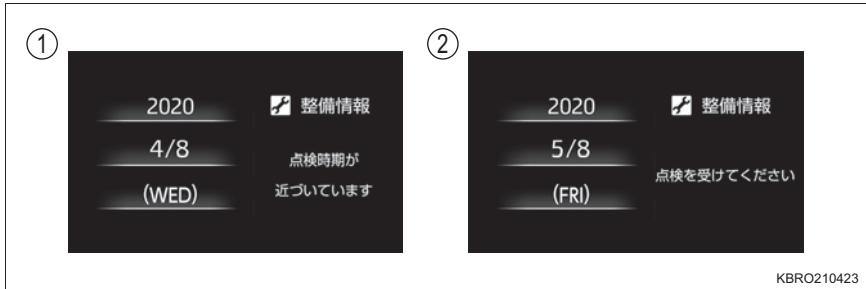 ①
2020
4/8
(WED)
整備情報
点検時期が
近づいています
②
2020
5/8
(FRI)
整備情報
点検を受けてください
KBRO210423